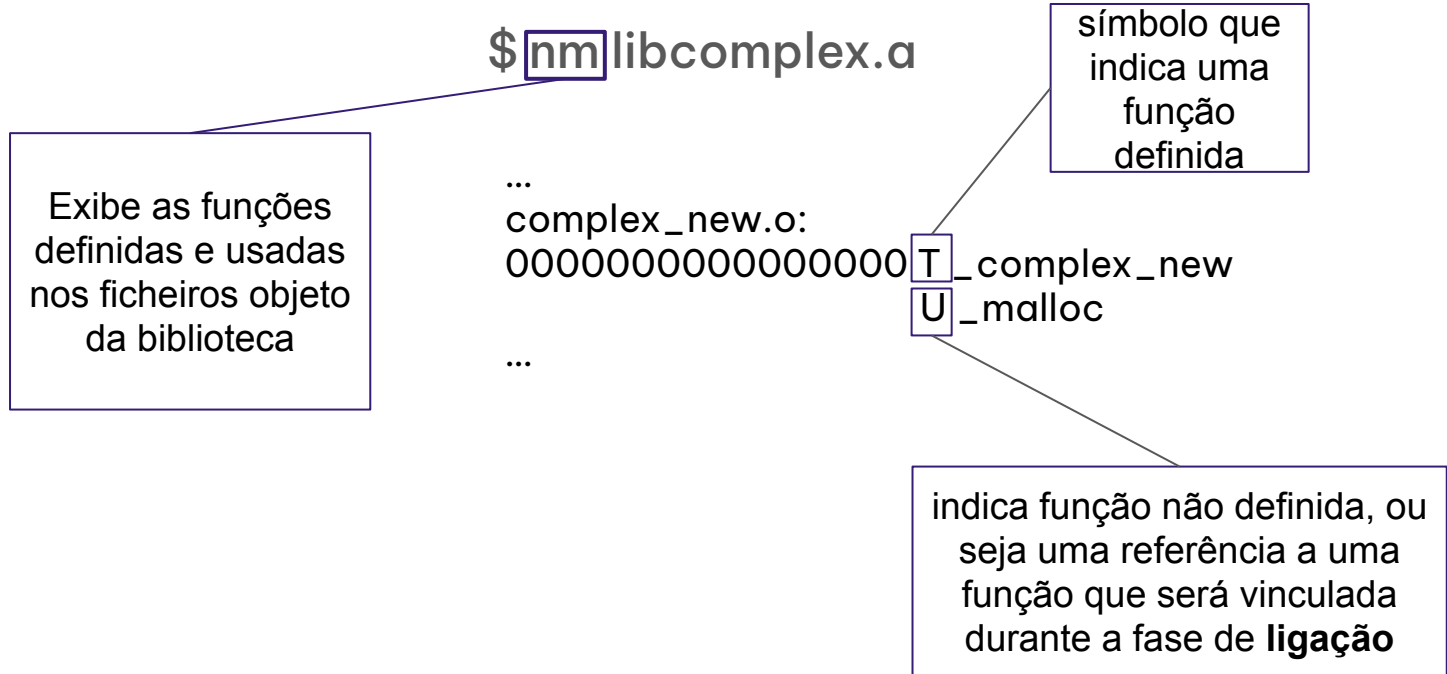 $ nm libcomplex.a
símbolo que
indica uma
função
definida
Exibe as funções
definidas e usadas
nos ficheiros objeto
da biblioteca
...
complex_new.o:
0000000000000000 T _complex_new
U _malloc
...
indica função não definida, ou
seja uma referência a uma
função que será vinculada
durante a fase de ligação